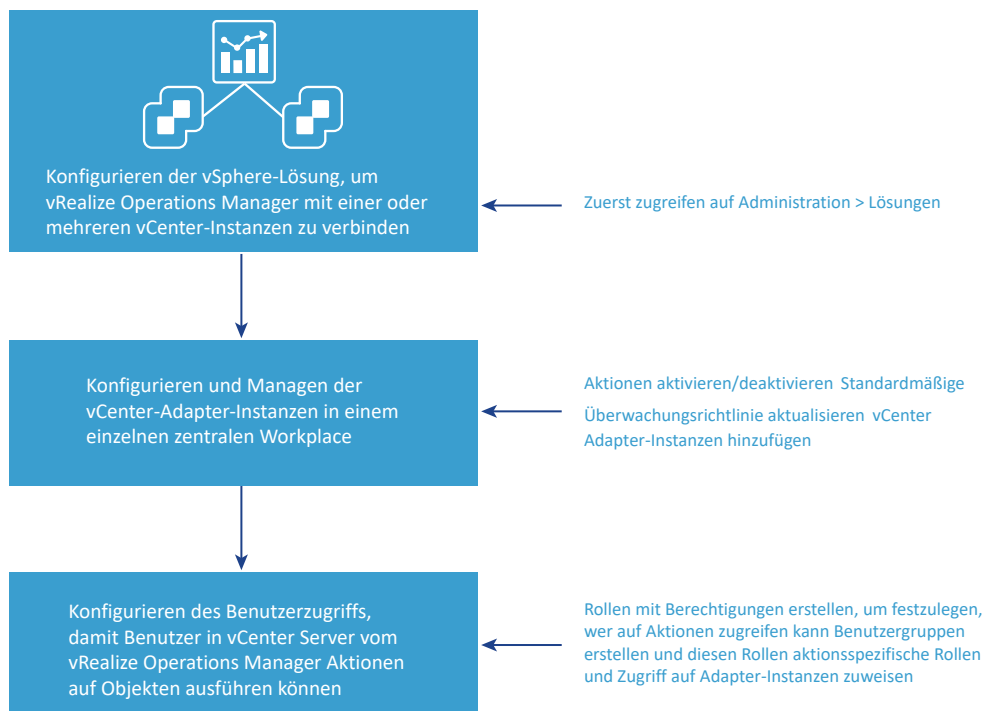 Konfigurieren der vSphere-Lösung, um
vRealize Operations Manager mit einer oder
mehreren vCenter-Instanzen zu verbinden
Zuerst zugreifen auf Administration > Lösungen
Konfigurieren und Managen der
vCenter-Adapter-Instanzen in einem
einzelnen zentralen Workplace
Aktionen aktivieren/deaktivieren Standardmäßige
Überwachungsrichtlinie aktualisieren vCenter
Adapter-Instanzen hinzufügen
Konfigurieren des Benutzerzugriffs,
damit Benutzer in vCenter Server vom
vRealize Operations Manager Aktionen
auf Objekten ausführen können
Rollen mit Berechtigungen erstellen, um festzulegen,
wer auf Aktionen zugreifen kann Benutzergruppen
erstellen und diesen Rollen aktionsspezifische Rollen
und Zugriff auf Adapter-Instanzen zuweisen